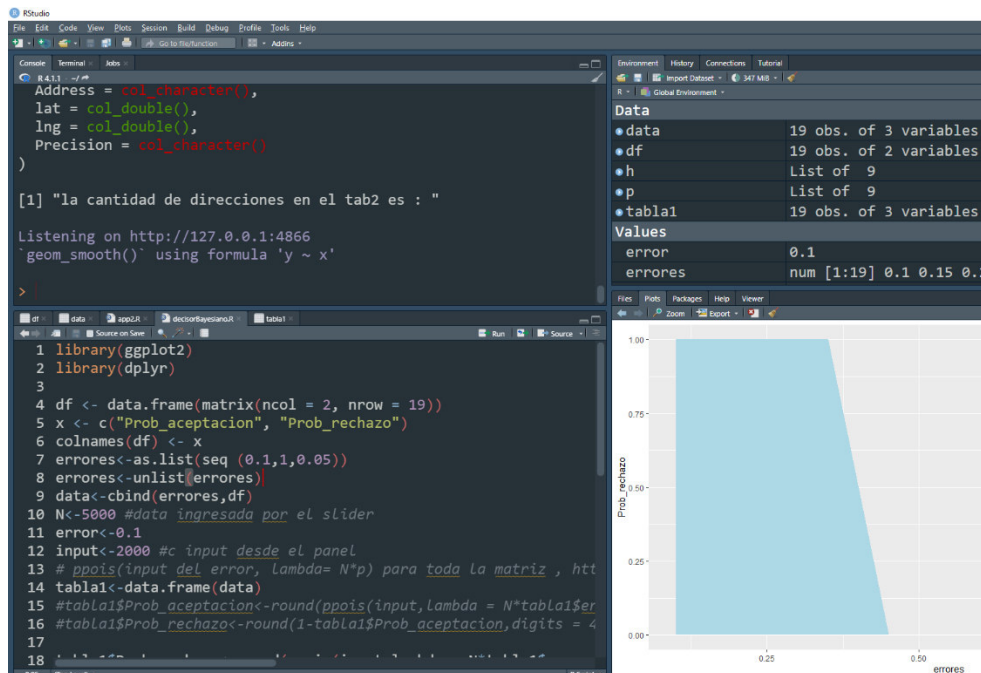 RStudio
File Edit Code View Plots Session Build Debug Profile Tools Help
Go to file/function Addins
Console Terminal Jobs
R 4.1.1 · ~/
Address = col_character(),
lat = col_double(),
lng = col_double(),
Precision = col_character()
)
[1] "la cantidad de direcciones en el tab2 es : "
Listening on http://127.0.0.1:4866
`geom_smooth()` using formula 'y ~ x'
>
df data app2.R decisorBayesiano.R tabla1
Source on Save Run Source
1 library(ggplot2)
2 library(dplyr)
3
4 df <- data.frame(matrix(ncol = 2, nrow = 19))
5 x <- c("Prob_aceptacion", "Prob_rechazo")
6 colnames(df) <- x
7 errores<-as.list(seq (0.1,1,0.05))
8 errores<-unlist(errores)
9 data<-cbind(errores,df)
10 N<-5000 #data ingresada por el slider
11 error<-0.1
12 input<-2000 #c input desde el panel
13 # ppois(input del error, lambda= N*p) para toda la matriz , htt
14 tabla1<-data.frame(data)
15 #tabla1$Prob_aceptacion<-round(ppois(input,lambda = N*tabla1$er
16 #tabla1$Prob_rechazo<-round(1-tabla1$Prob_aceptacion,digits = 4
17
18
Environment History Connections Tutorial
Import Dataset 347 MiB
R Global Environment
Data
data 19 obs. of 3 variables
df 19 obs. of 2 variables
h List of 9
p List of 9
tabla1 19 obs. of 3 variables
Values
error 0.1
errores num [1:19] 0.1 0.15 0.
Files Plots Packages Help Viewer
Zoom Export
1.00
0.75
Prob_rechazo
0.50
0.25
0.00
0.25 0.50
errores